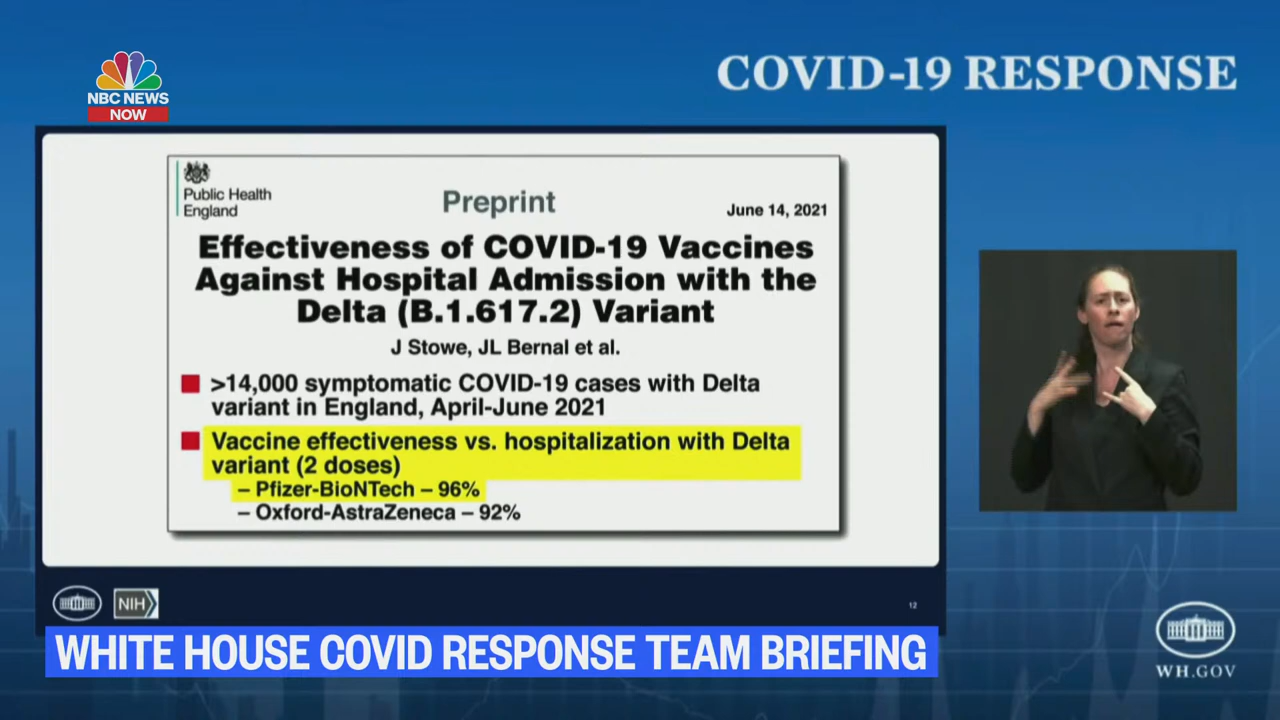 NBC NEWS
NOW
COVID-19 RESPONSE
Public Health
England
Preprint
June 14, 2021
Effectiveness of COVID-19 Vaccines
Against Hospital Admission with the
Delta (B.1.617.2) Variant
J Stowe, JL Bernal et al.
>14,000 symptomatic COVID-19 cases with Delta
variant in England, April-June 2021
Vaccine effectiveness vs. hospitalization with Delta
variant (2 doses)
– Pfizer-BioNTech – 96%
– Oxford-AstraZeneca – 92%
NIH
12
WHITE HOUSE COVID RESPONSE TEAM BRIEFING
WH.GOV